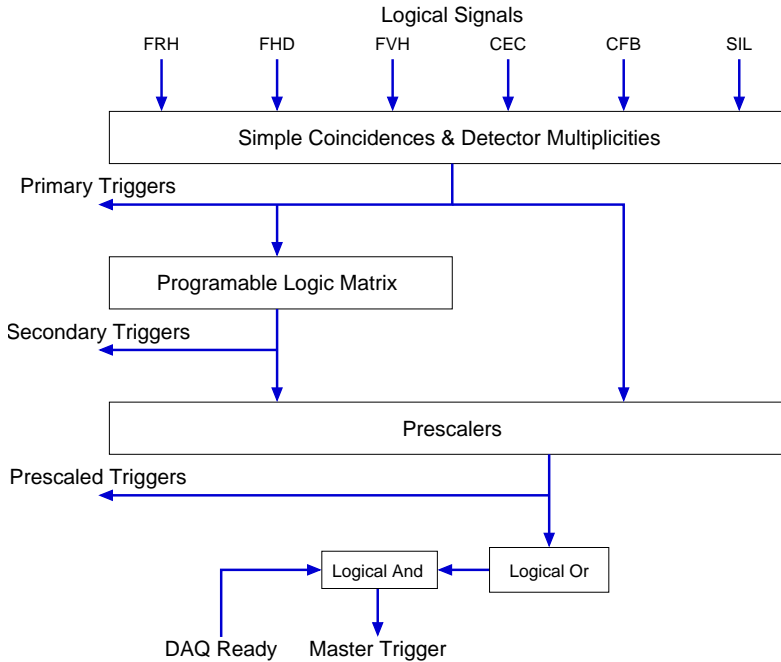 Logical Signals
FRH FHD FVH CEC CFB SIL
Simple Coincidences & Detector Multiplicities
Primary Triggers
Programable Logic Matrix
Secondary Triggers
Prescalers
Prescaled Triggers
Logical And Logical Or
DAQ Ready Master Trigger